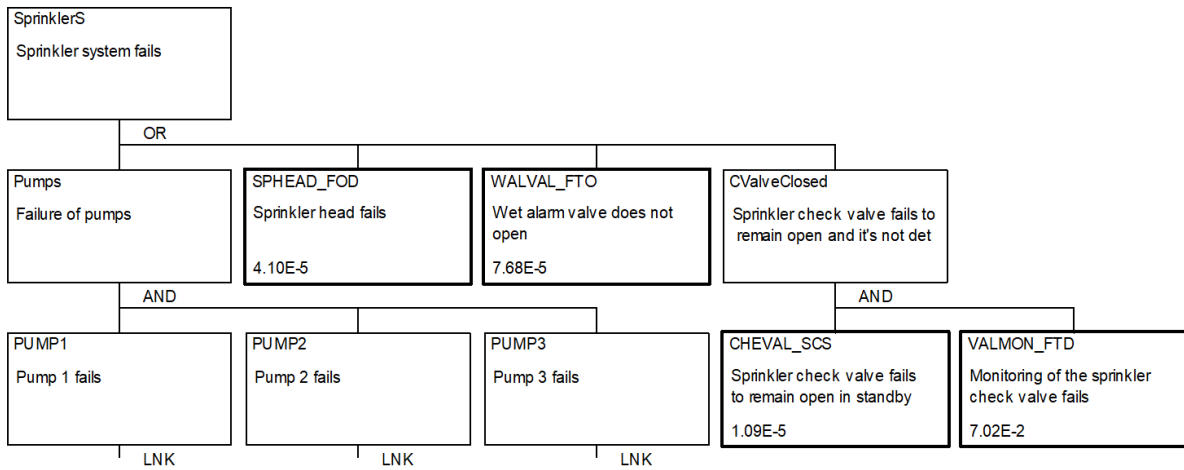 SprinklerS
Sprinkler system fails
OR
Pumps
Failure of pumps
SPHEAD_FOD
Sprinkler head fails
4.10E-5
WALVAL_FTO
Wet alarm valve does not
open
7.68E-5
CValveClosed
Sprinkler check valve fails to
remain open and it's not det
AND
AND
PUMP1
Pump 1 fails
LNK
PUMP2
Pump 2 fails
LNK
PUMP3
Pump 3 fails
LNK
CHEVAL_SCS
Sprinkler check valve fails
to remain open in standby
1.09E-5
VALMON_FTD
Monitoring of the sprinkler
check valve fails
7.02E-2